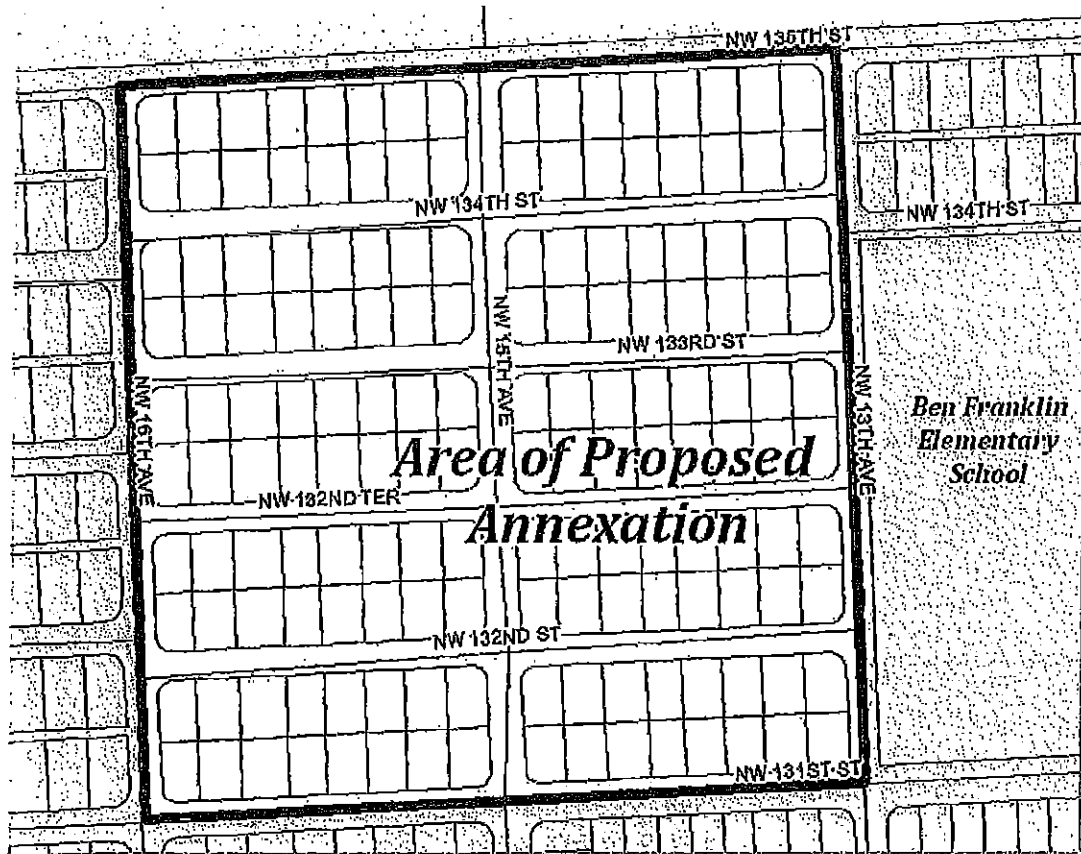 NW 135TH ST
NW 134TH ST
NW 134TH ST
NW 15TH AVE
NW 133RD ST
NW 16TH AVE
NW 13TH AVE
Ben Franklin
Elementary
School
Area of Proposed
Annexation
NW 132ND TER
NW 132ND ST
NW 131ST ST